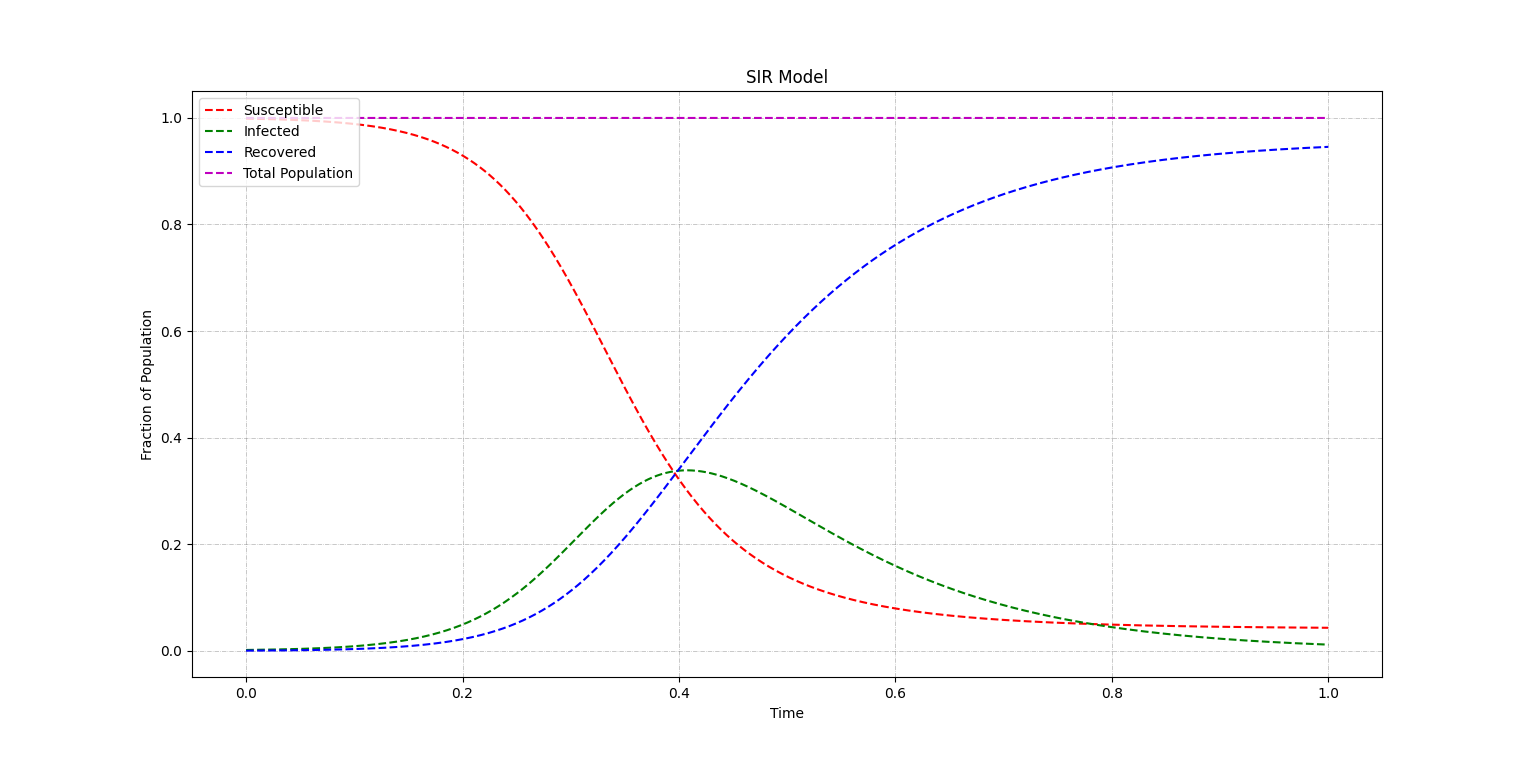 SIR Model
Susceptible
Infected
Recovered
Total Population
1.0
0.8
0.6
0.4
0.2
0.0
Fraction of Population
0.0 0.2 0.4 0.6 0.8 1.0
Time